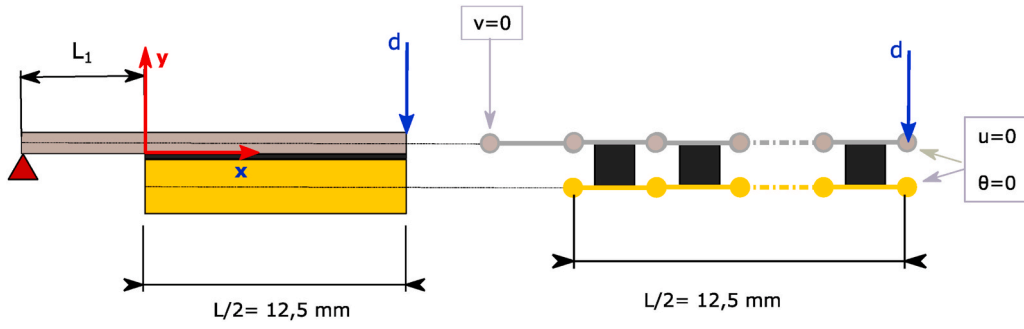 L₁
y
d
x
L/2= 12,5 mm
v=0
d
u=0
θ=0
L/2= 12,5 mm